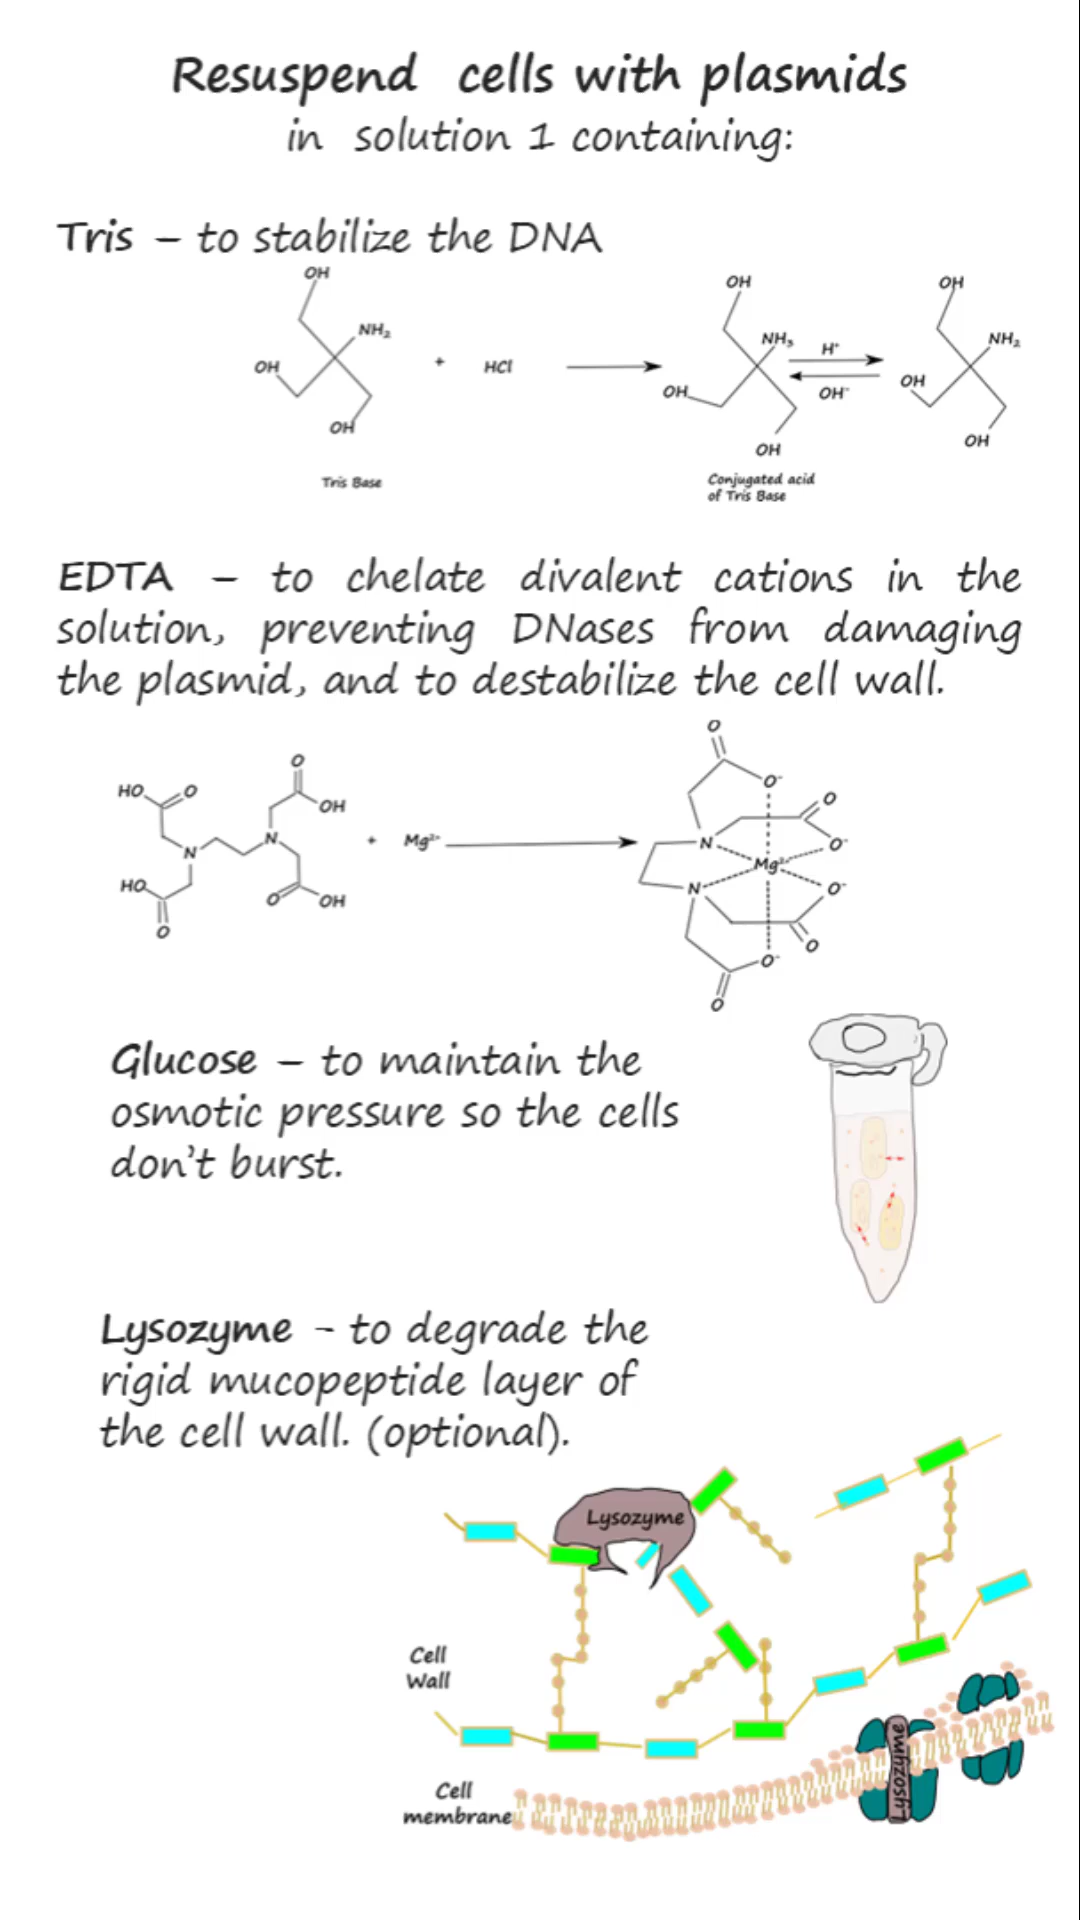 Resuspend cells with plasmids
in solution 1 containing:
Tris – to stabilize the DNA
OH
NH₂
OH
OH
Tris Base
+
HCl
OH
NH₃
OH
OH
Conjugated acid
of Tris Base
H⁺
OH⁻
OH
NH₂
OH
OH
EDTA – to chelate divalent cations in the
solution, preventing DNases from damaging
the plasmid, and to destabilize the cell wall.
HO
O
O
OH
N
N
HO
O
O
OH
+
Mg²⁺
O
O⁻
O
N
O⁻
Mg²⁺
N
O⁻
O
O⁻
O
Glucose – to maintain the
osmotic pressure so the cells
don't burst.
Lysozyme - to degrade the
rigid mucopeptide layer of
the cell wall. (optional).
Lysozyme
Cell
Wall
Lysozyme
Cell
membrane